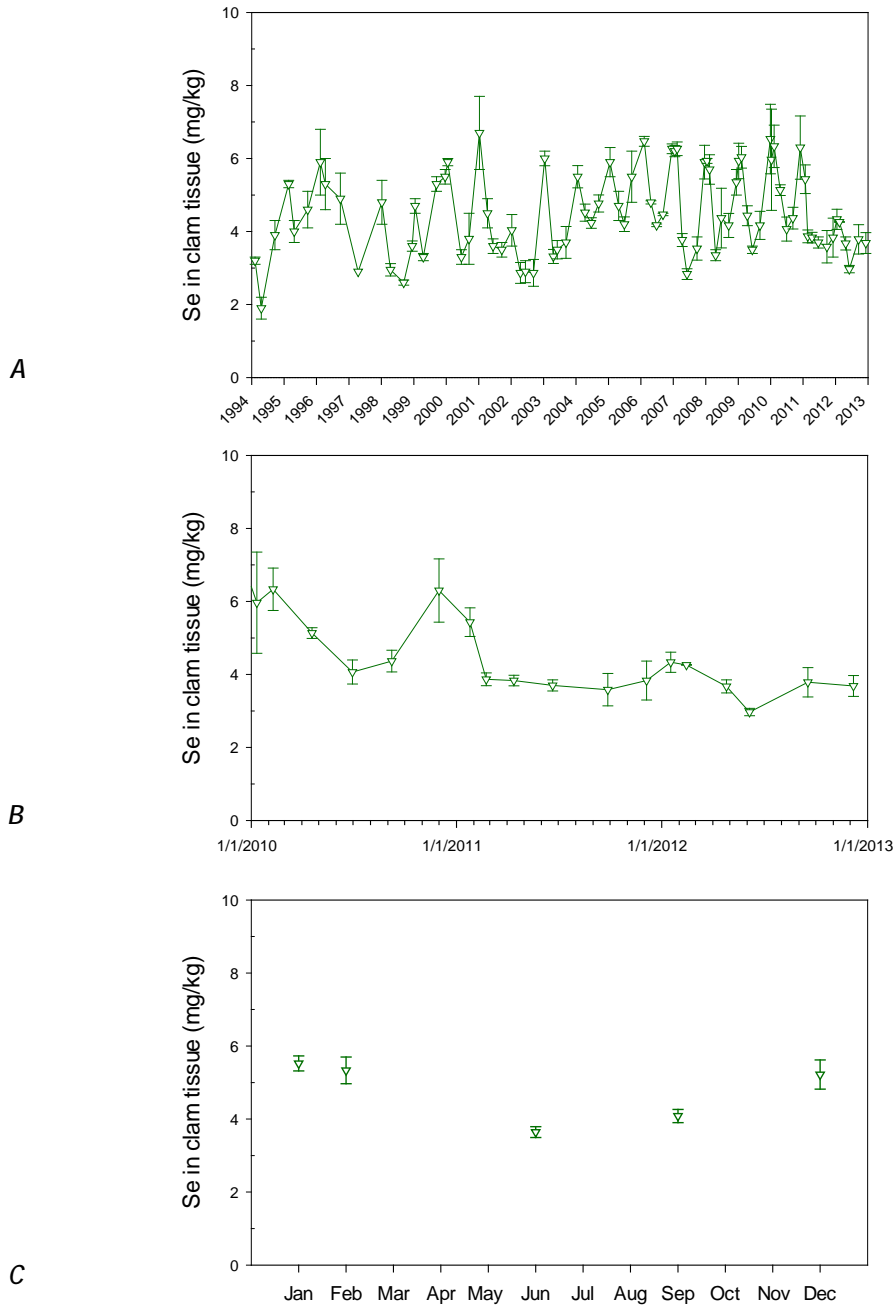 10
8
6
4
2
0
Se in clam tissue (mg/kg)
A
1994 1995 1996 1997 1998 1999 2000 2001 2002 2003 2004 2005 2006 2007 2008 2009 2010 2011 2012 2013
10
8
6
4
2
0
Se in clam tissue (mg/kg)
B
1/1/2010 1/1/2011 1/1/2012 1/1/2013
10
8
6
4
2
0
Se in clam tissue (mg/kg)
C
Jan Feb Mar Apr May Jun Jul Aug Sep Oct Nov Dec